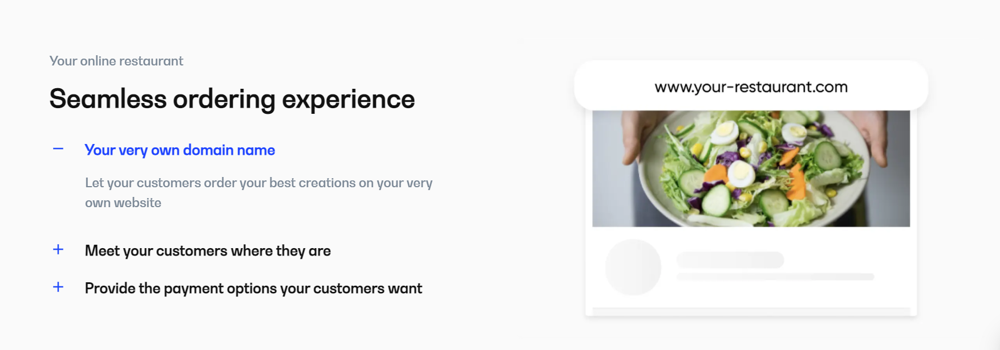 Your online restaurant
Seamless ordering experience
Your very own domain name
Let your customers order your best creations on your very
own website
Meet your customers where they are
Provide the payment options your customers want
www.your-restaurant.com